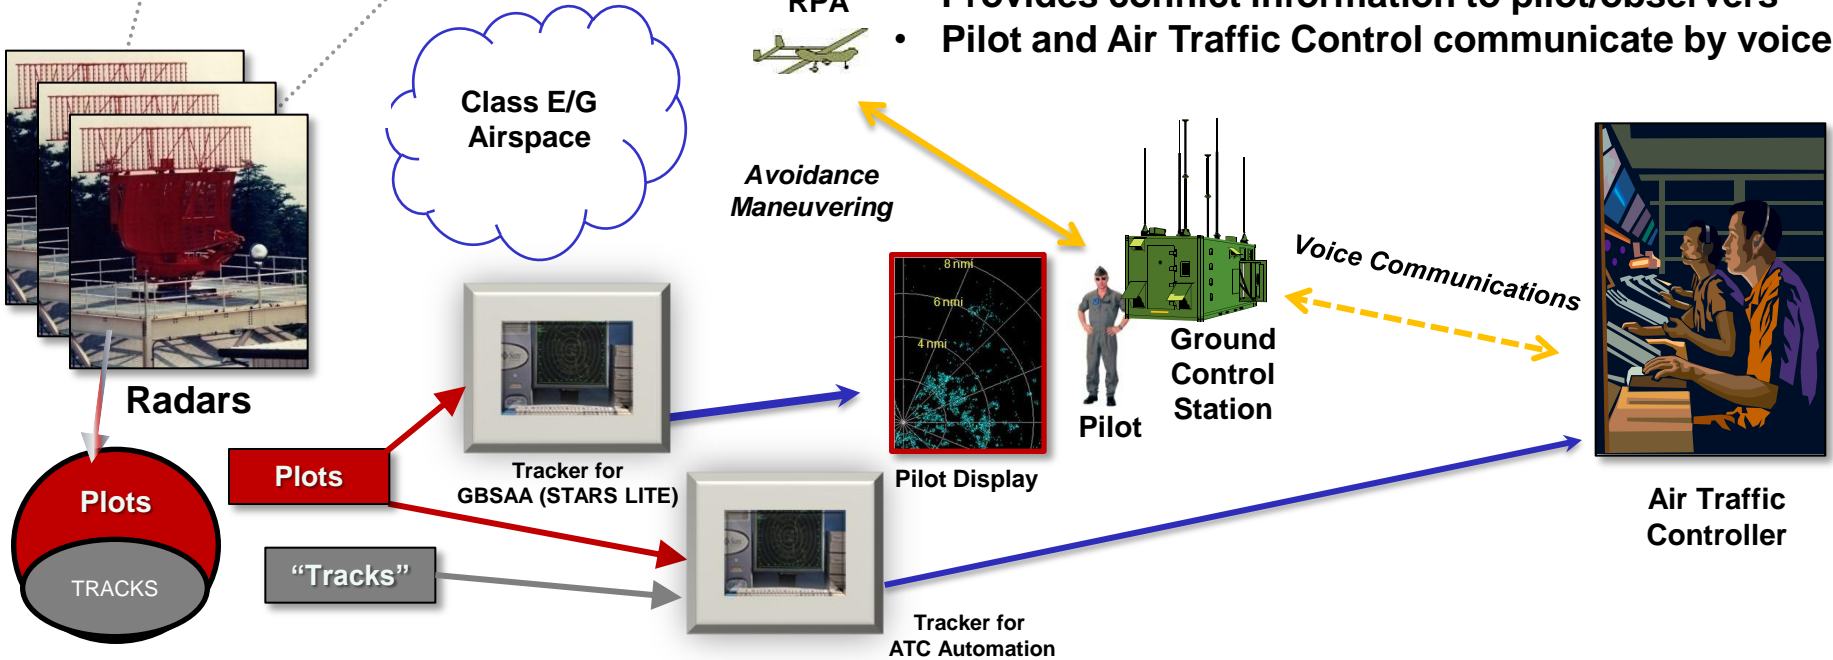 RPA
Provides conflict information to pilot/observers
• Pilot and Air Traffic Control communicate by voice
Class E/G
Airspace
Avoidance
Maneuvering
8 nmi
6 nmi
4 nmi
Voice Communications
Ground
Control
Station
Radars
Pilot
Plots
Plots
Tracker for
GBSAA (STARS LITE)
Pilot Display
Air Traffic
Controller
"Tracks"
TRACKS
Tracker for
ATC Automation